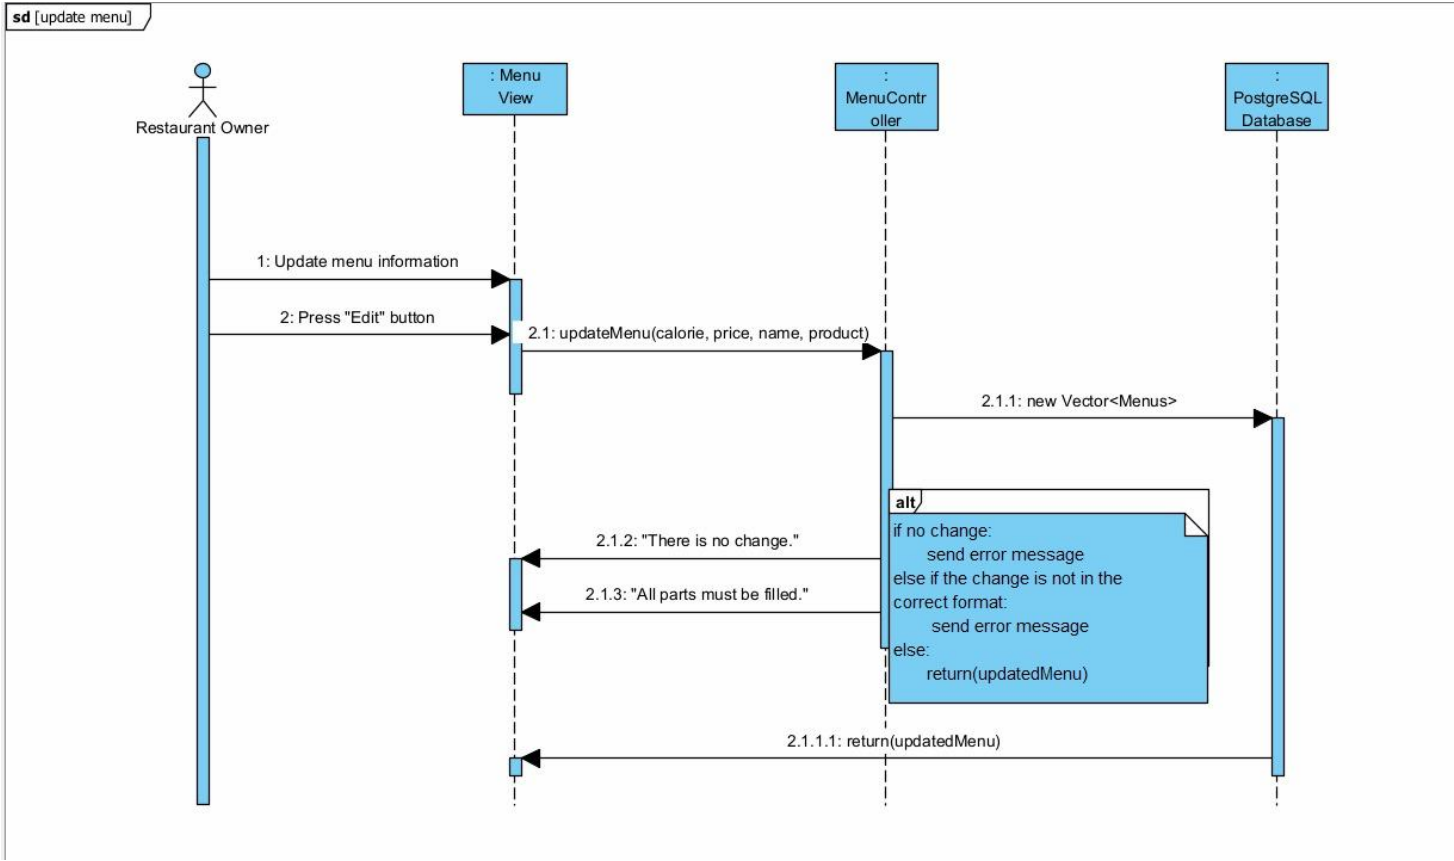 sd [update menu]
Restaurant Owner
: Menu
View
:
MenuContr
oller
:
PostgreSQL
Database
1: Update menu information
2: Press "Edit" button
2.1: updateMenu(calorie, price, name, product)
2.1.1: new Vector<Menus>
alt
if no change:
send error message
else if the change is not in the
correct format:
send error message
else:
return(updatedMenu)
2.1.2: "There is no change."
2.1.3: "All parts must be filled."
2.1.1.1: return(updatedMenu)